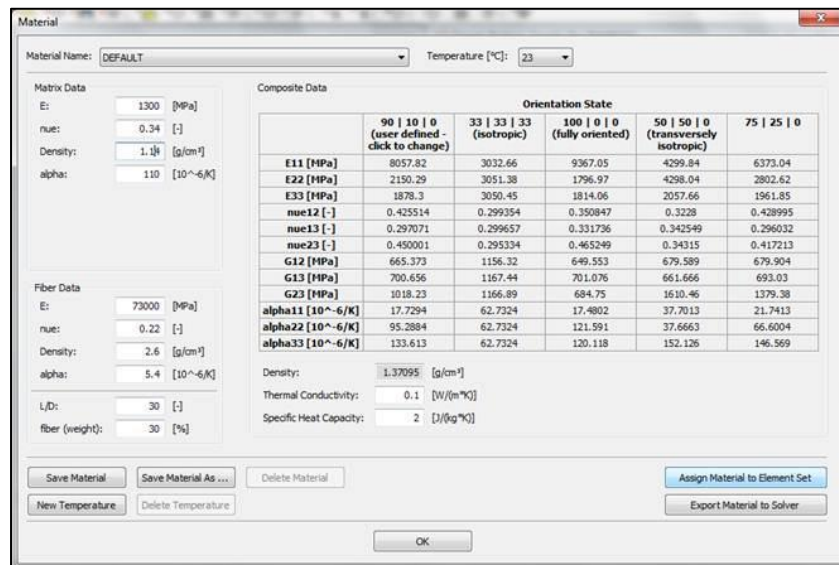 Material
Material Name: DEFAULT Temperature [°C]: 23
Matrix Data
E: 1300 [MPa]
nue: 0.34 [-]
Density: 1.14 [g/cm³]
alpha: 110 [10^-6/K]
Fiber Data
E: 73000 [MPa]
nue: 0.22 [-]
Density: 2.6 [g/cm³]
alpha: 5.4 [10^-6/K]
L/D: 30 [-]
fiber (weight): 30 [%]
Composite Data
Orientation State
90 | 10 | 0 (user defined - click to change) 33 | 33 | 33 (isotropic) 100 | 0 | 0 (fully oriented) 50 | 50 | 0 (transversely isotropic) 75 | 25 | 0
E11 [MPa] 8057.82 3032.66 9367.05 4299.84 6373.04
E22 [MPa] 2150.29 3051.38 1796.97 4298.04 2802.62
E33 [MPa] 1878.3 3050.45 1814.06 2057.66 1961.85
nue12 [-] 0.425514 0.299354 0.350847 0.3228 0.428995
nue13 [-] 0.297071 0.299657 0.331736 0.342549 0.296032
nue23 [-] 0.450001 0.295334 0.465249 0.34315 0.417213
G12 [MPa] 665.373 1156.32 649.553 679.589 679.904
G13 [MPa] 700.656 1167.44 701.076 661.666 693.03
G23 [MPa] 1018.23 1166.89 684.75 1610.46 1379.38
alpha11 [10^-6/K] 17.7294 62.7324 17.4802 37.7013 21.7413
alpha22 [10^-6/K] 95.2884 62.7324 121.591 37.6663 66.6004
alpha33 [10^-6/K] 133.613 62.7324 120.118 152.126 146.569
Density: 1.37095 [g/cm³]
Thermal Conductivity: 0.1 [W/(m*K)]
Specific Heat Capacity: 2 [J/(kg*K)]
Save Material Save Material As ... Delete Material Assign Material to Element Set
New Temperature Delete Temperature Export Material to Solver
OK